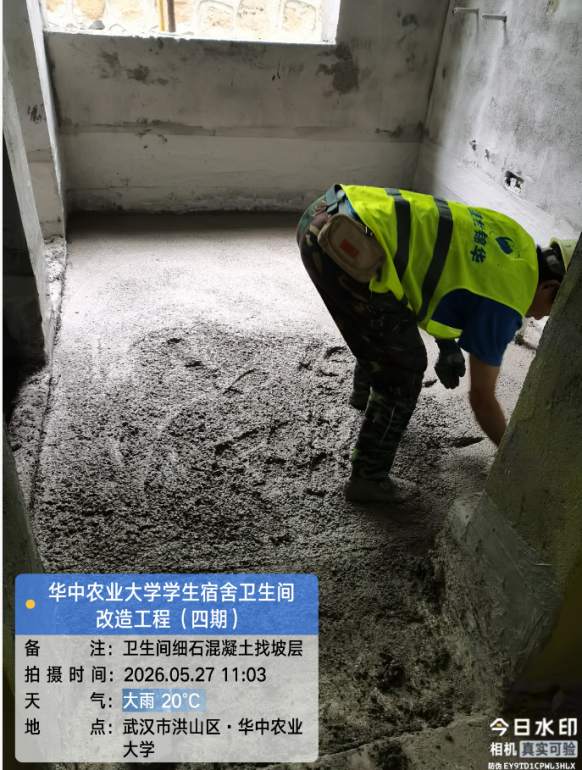 华中农业大学学生宿舍卫生间
改造工程（四期）
备 注：卫生间细石混凝土找坡层
拍摄时间：2026.05.27 11:03
天 气：大雨 20℃
地 点：武汉市洪山区·华中农业
大学
今日水印
相机 真实可验
防伪 EY9TD1CPWL3HLX